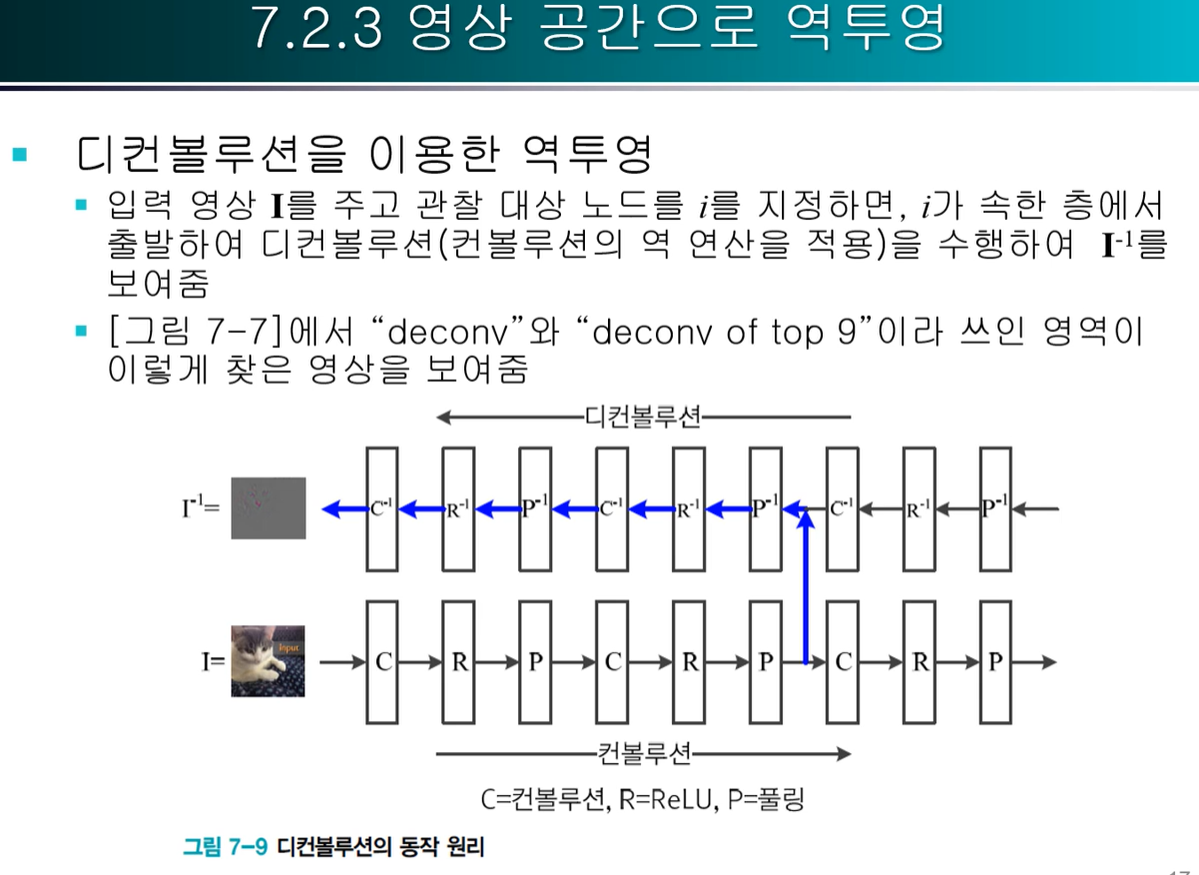 7.2.3 영상 공간으로 역투영
디컨볼루션을 이용한 역투영
입력 영상 I를 주고 관찰 대상 노드를 i를 지정하면, i가 속한 층에서
출발하여 디컨볼루션(컨볼루션의 역 연산을 적용)을 수행하여 I⁻¹를
보여줌
[그림 7-7]에서 “deconv”와 “deconv of top 9”이라 쓰인 영역이
이렇게 찾은 영상을 보여줌
디컨볼루션
I⁻¹= C⁻¹ R⁻¹ P⁻¹ C⁻¹ R⁻¹ P⁻¹ C⁻¹ R⁻¹ P⁻¹
I= Input C R P C R P C R P
컨볼루션
C=컨볼루션, R=ReLU, P=풀링
그림 7-9 디컨볼루션의 동작 원리